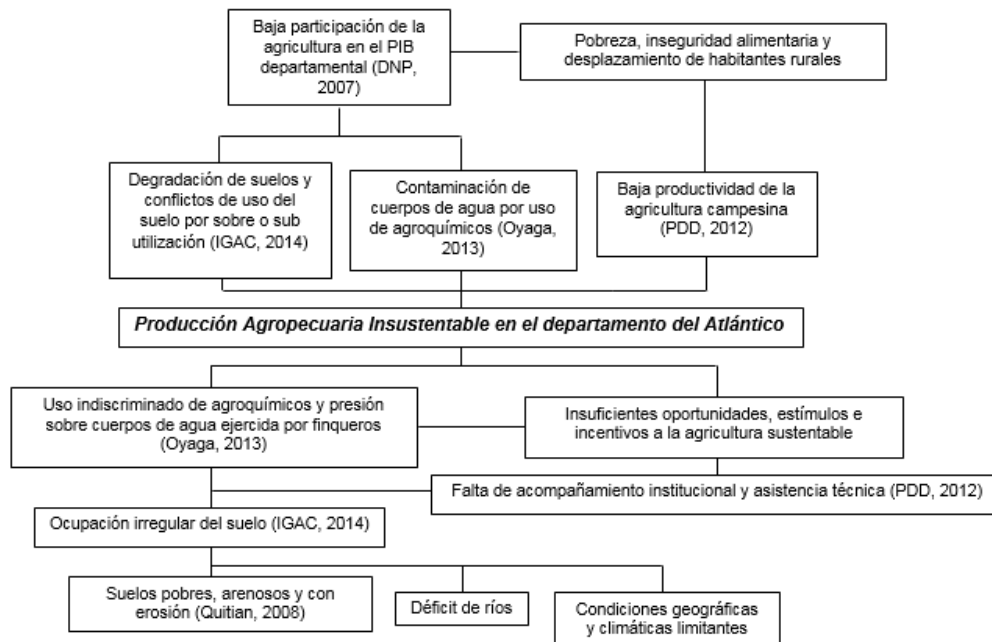 Baja participación de la
agricultura en el PIB
departamental (DNP,
2007)
Pobreza, inseguridad alimentaria y
desplazamiento de habitantes rurales
Degradación de suelos y
conflictos de uso del
suelo por sobre o sub
utilización (IGAC, 2014)
Contaminación de
cuerpos de agua por uso
de agroquímicos (Oyaga,
2013)
Baja productividad de la
agricultura campesina
(PDD, 2012)
Producción Agropecuaria Insustentable en el departamento del Atlántico
Uso indiscriminado de agroquímicos y presión
sobre cuerpos de agua ejercida por finqueros
(Oyaga, 2013)
Insuficientes oportunidades, estímulos e
incentivos a la agricultura sustentable
Falta de acompañamiento institucional y asistencia técnica (PDD, 2012)
Ocupación irregular del suelo (IGAC, 2014)
Suelos pobres, arenosos y con
erosión (Quitian, 2008)
Déficit de ríos
Condiciones geográficas
y climáticas limitantes